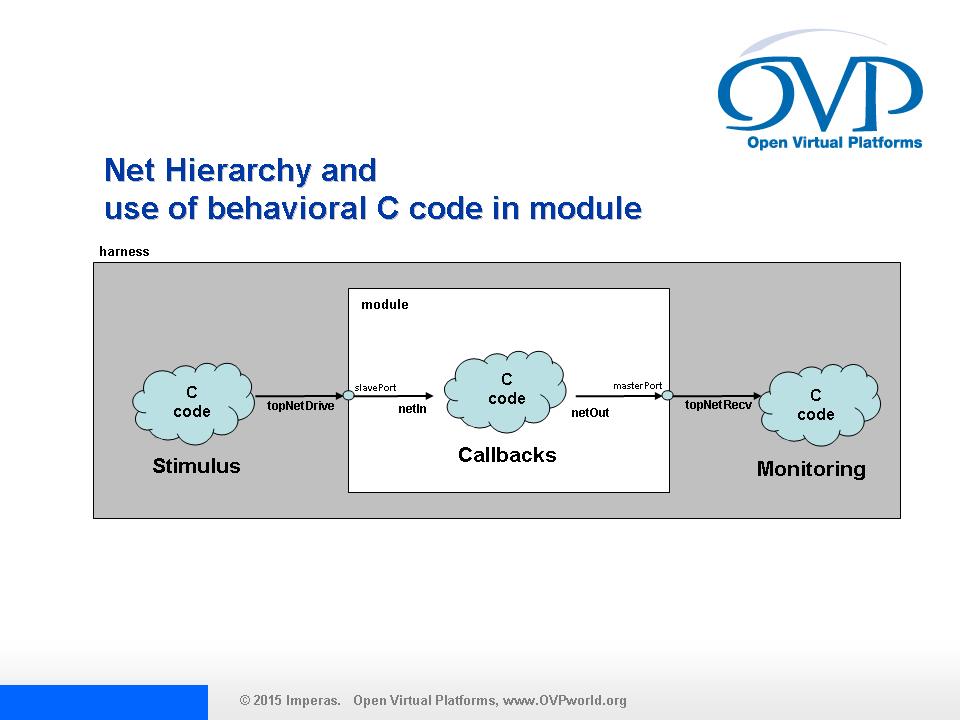 OVP
Open Virtual Platforms
Net Hierarchy and
use of behavioral C code in module
harness
module
C
code
topNetDrive
slavePort
netIn
C
code
netOut
masterPort
topNetRecv
C
code
Stimulus
Callbacks
Monitoring
© 2015 Imperas. Open Virtual Platforms, www.OVPworld.org